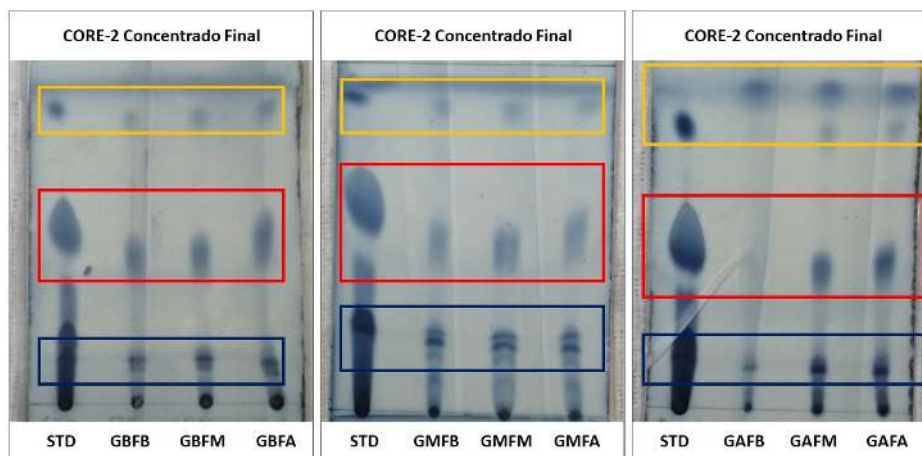 CORE-2 Concentrado Final
STD GBFB GBFM GBFA
CORE-2 Concentrado Final
STD GMFB GMFM GMFA
CORE-2 Concentrado Final
STD GAFB GAFM GAFA